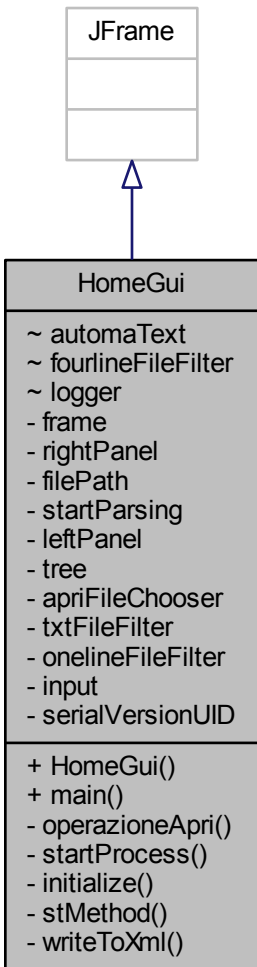 JFrame
HomeGui
~ automaText
~ fourlineFileFilter
~ logger
- frame
- rightPanel
- filePath
- startParsing
- leftPanel
- tree
- apriFileChooser
- txtFileFilter
- onelineFileFilter
- input
- serialVersionUID
+ HomeGui()
+ main()
- operazioneApri()
- startProcess()
- initialize()
- stMethod()
- writeToXml()